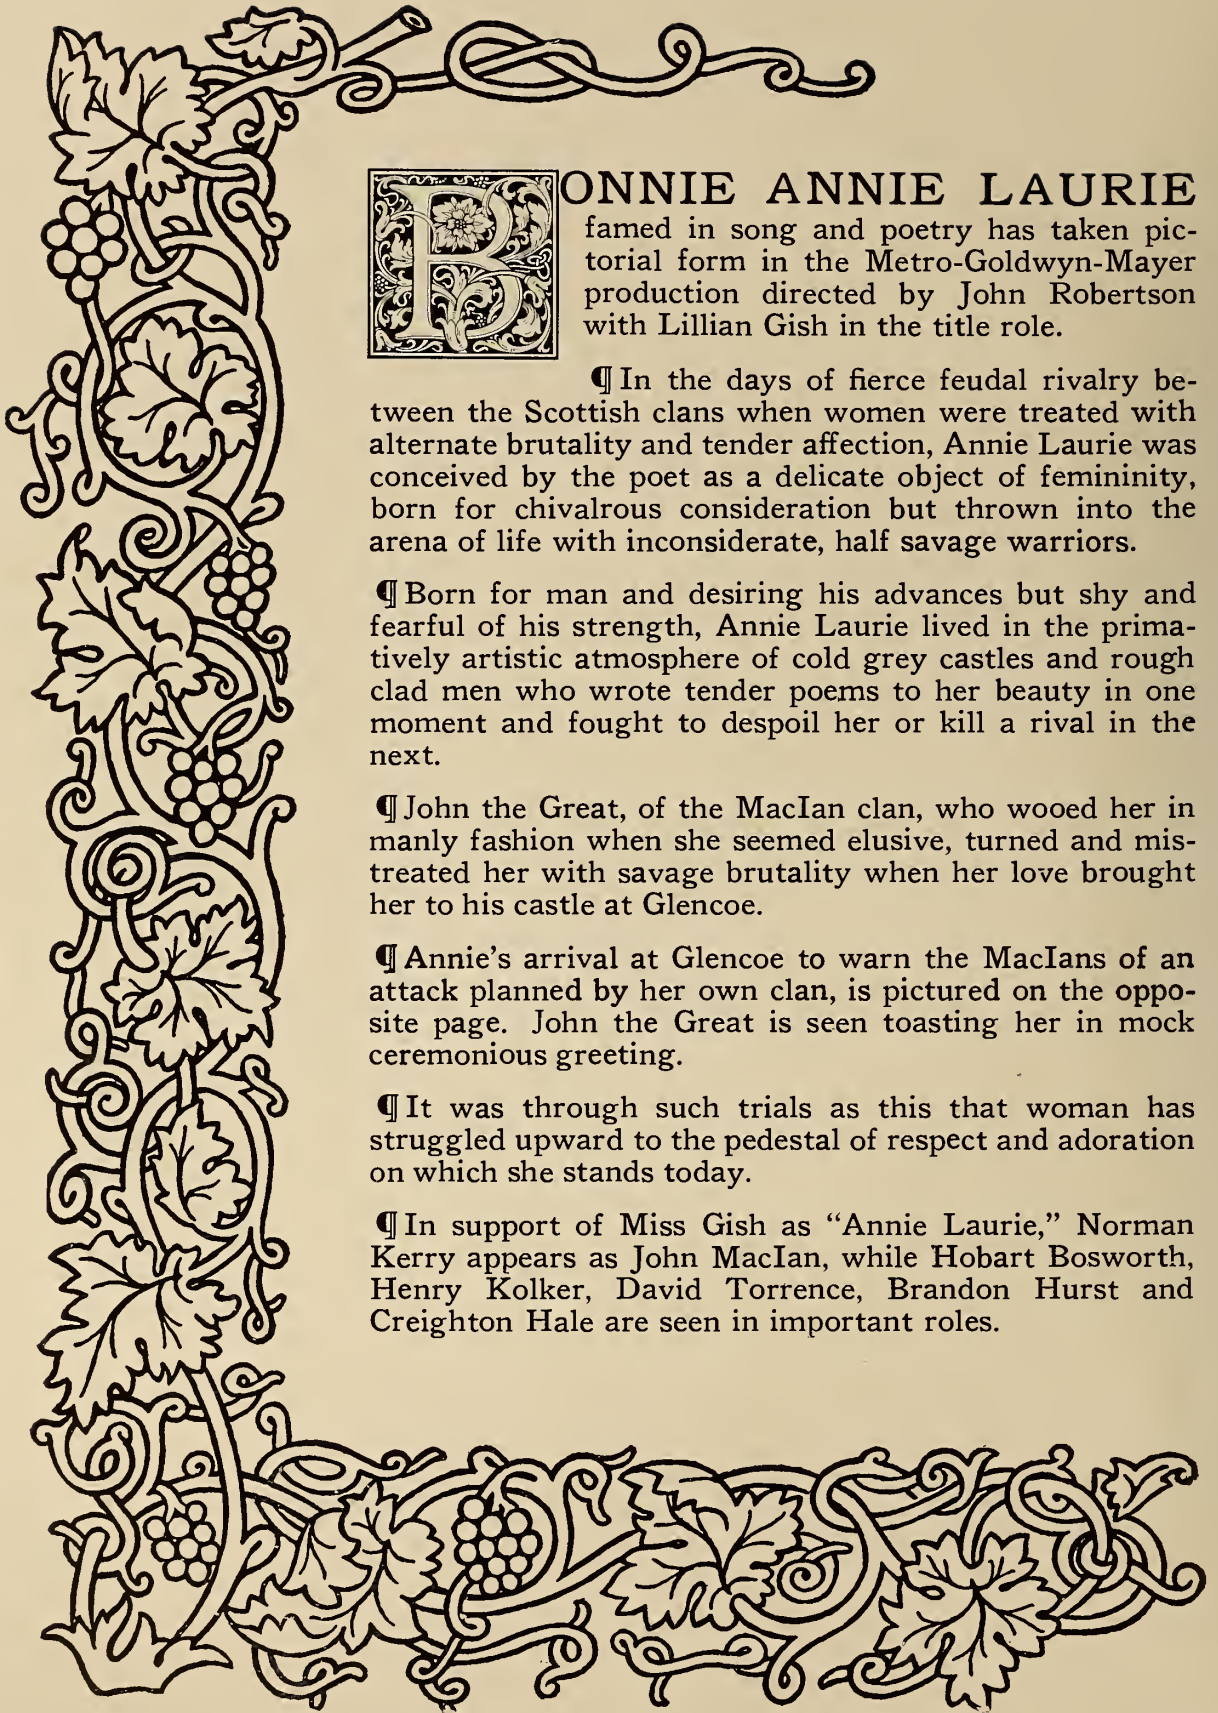 BONNIE ANNIE LAURIE
famed in song and poetry has taken pic-
torial form in the Metro-Goldwyn-Mayer
production directed by John Robertson
with Lillian Gish in the title role.
¶ In the days of fierce feudal rivalry be-
tween the Scottish clans when women were treated with
alternate brutality and tender affection, Annie Laurie was
conceived by the poet as a delicate object of femininity,
born for chivalrous consideration but thrown into the
arena of life with inconsiderate, half savage warriors.
¶ Born for man and desiring his advances but shy and
fearful of his strength, Annie Laurie lived in the prima-
tively artistic atmosphere of cold grey castles and rough
clad men who wrote tender poems to her beauty in one
moment and fought to despoil her or kill a rival in the
next.
¶ John the Great, of the MacIan clan, who wooed her in
manly fashion when she seemed elusive, turned and mis-
treated her with savage brutality when her love brought
her to his castle at Glencoe.
¶ Annie's arrival at Glencoe to warn the MacIans of an
attack planned by her own clan, is pictured on the oppo-
site page. John the Great is seen toasting her in mock
ceremonious greeting.
¶ It was through such trials as this that woman has
struggled upward to the pedestal of respect and adoration
on which she stands today.
¶ In support of Miss Gish as “Annie Laurie,” Norman
Kerry appears as John MacIan, while Hobart Bosworth,
Henry Kolker, David Torrence, Brandon Hurst and
Creighton Hale are seen in important roles.